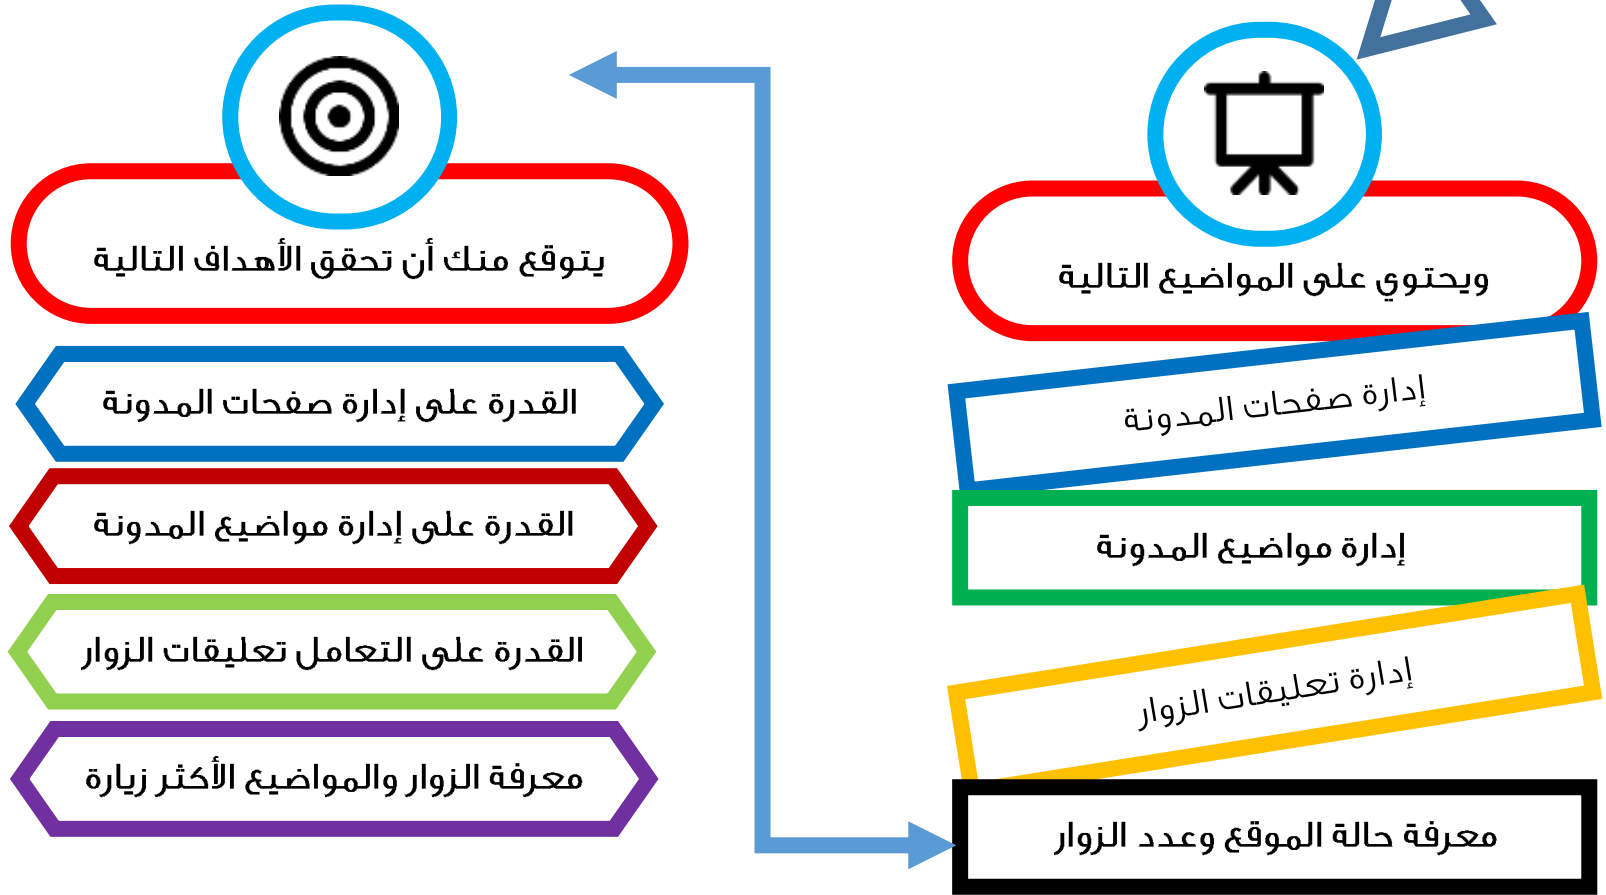 ويحتوي على المواضيع التالية
إدارة صفحات المدونة
إدارة مواضيع المدونة
إدارة تعليقات الزوار
معرفة حالة الموقع وعدد الزوار
يتوقع منك أن تحقق الأهداف التالية
القدرة على إدارة صفحات المدونة
القدرة على إدارة مواضيع المدونة
القدرة على التعامل تعليقات الزوار
معرفة الزوار والمواضيع الأكثر زيارة